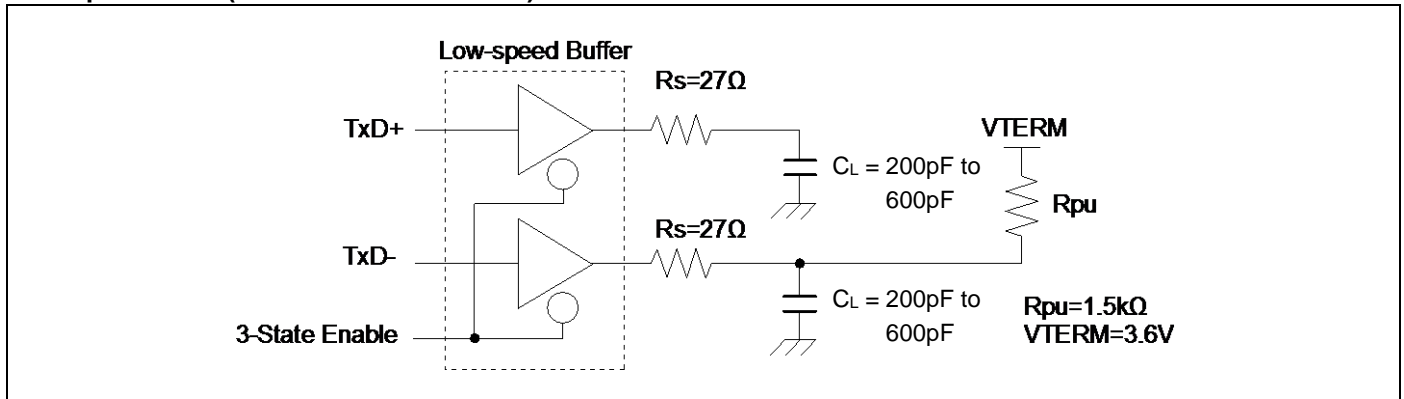 Low-speed Buffer
Rs=27Ω
TxD+
VTERM
CL = 200pF to
600pF
Rpu
Rs=27Ω
TxD-
CL = 200pF to
600pF
Rpu=1.5kΩ
VTERM=3.6V
3-State Enable